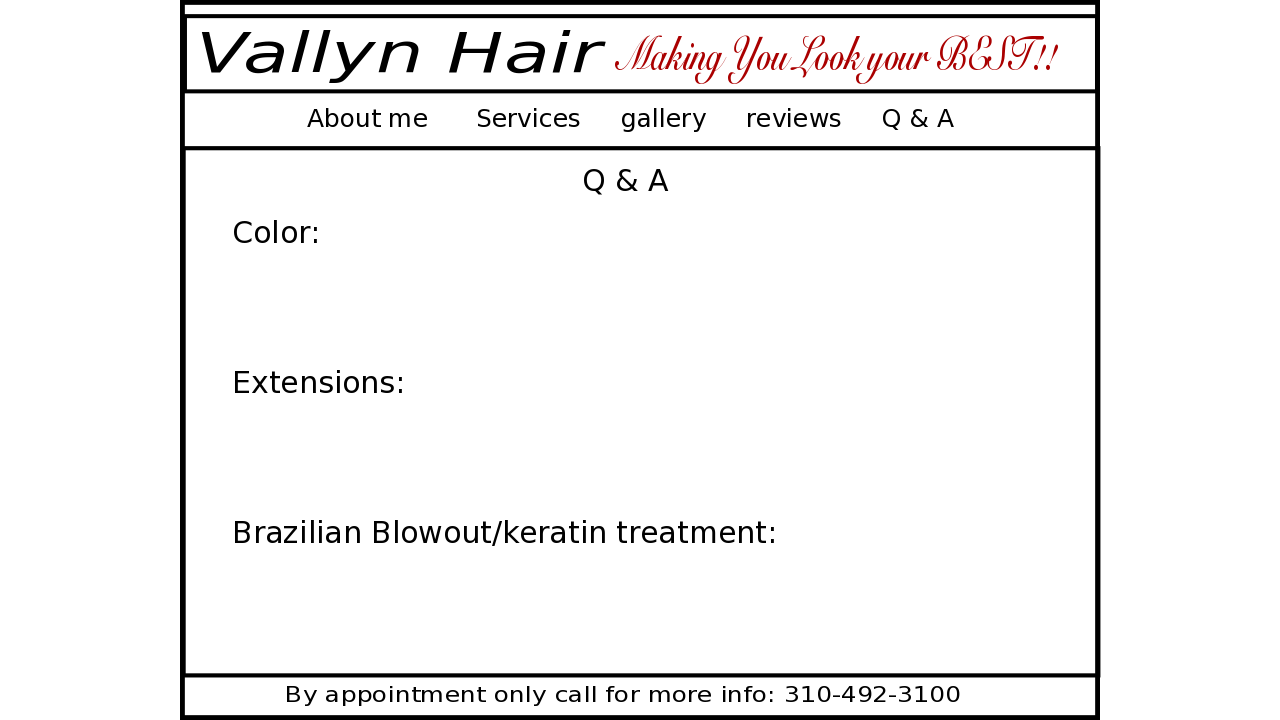 Vallyn Hair Making You Look your BEST!!
About me Services gallery reviews Q & A
Q & A
Color:
Extensions:
Brazilian Blowout/keratin treatment:
By appointment only call for more info: 310-492-3100